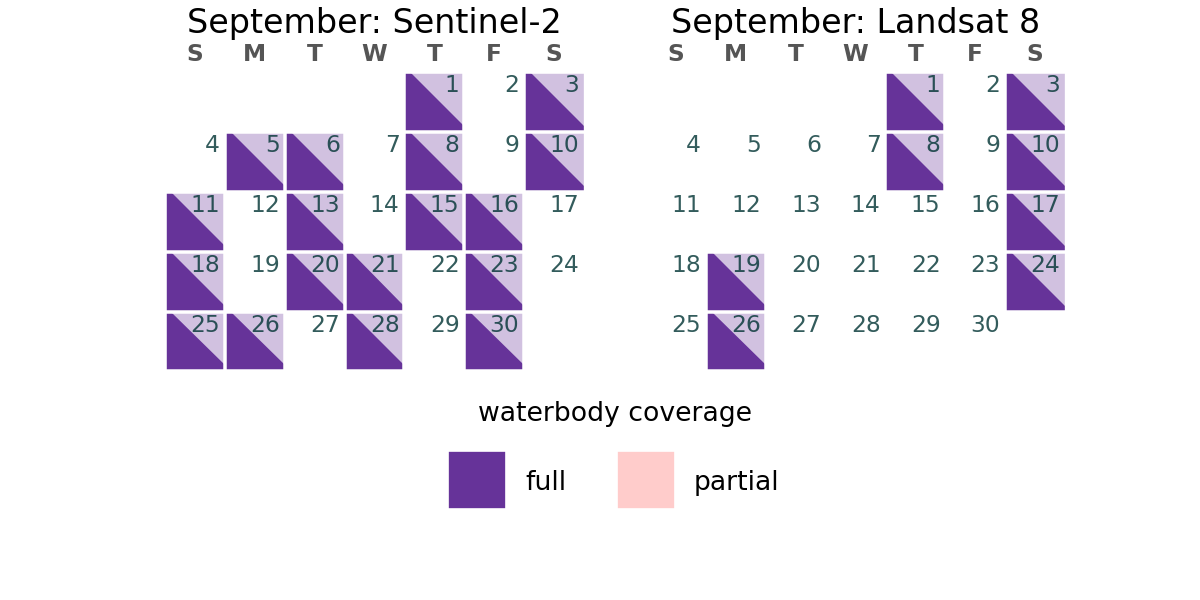 September: Sentinel-2
S M T W T F S
1 2 3
4 5 6 7 8 9 10
11 12 13 14 15 16 17
18 19 20 21 22 23 24
25 26 27 28 29 30
September: Landsat 8
S M T W T F S
1 2 3
4 5 6 7 8 9 10
11 12 13 14 15 16 17
18 19 20 21 22 23 24
25 26 27 28 29 30
waterbody coverage
full partial